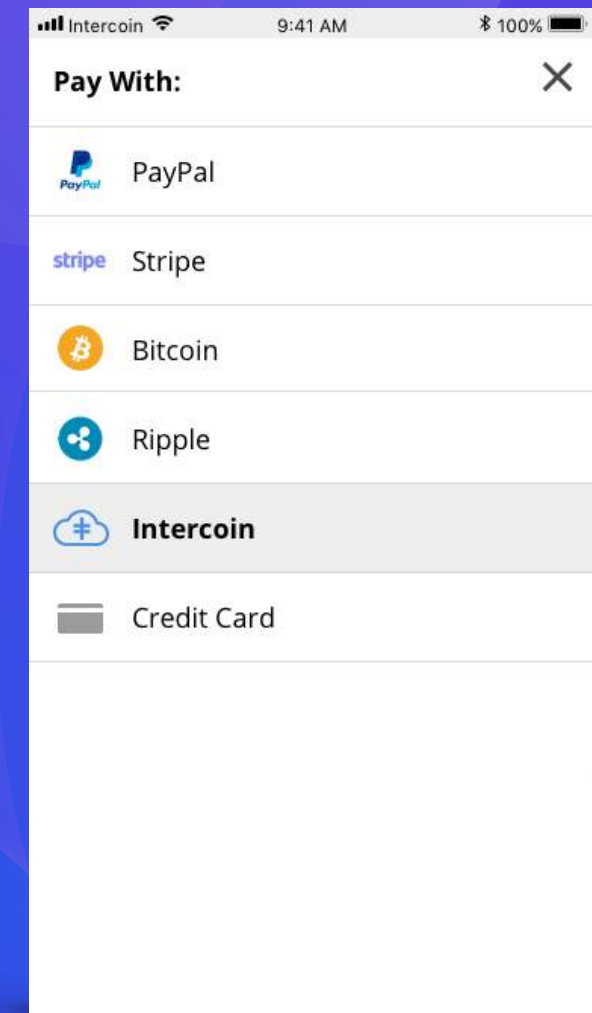 Intercoin 9:41 AM 100%
Pay With:
PayPal PayPal
stripe Stripe
Bitcoin
Ripple
Intercoin
Credit Card